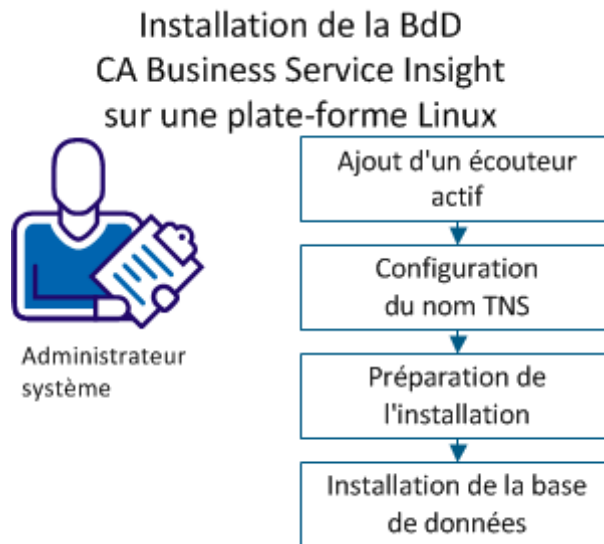 Installation de la BdD
CA Business Service Insight
sur une plate-forme Linux
Ajout d'un écouteur
actif
Configuration
du nom TNS
Administrateur
système
Préparation de
l'installation
Installation de la base
de données